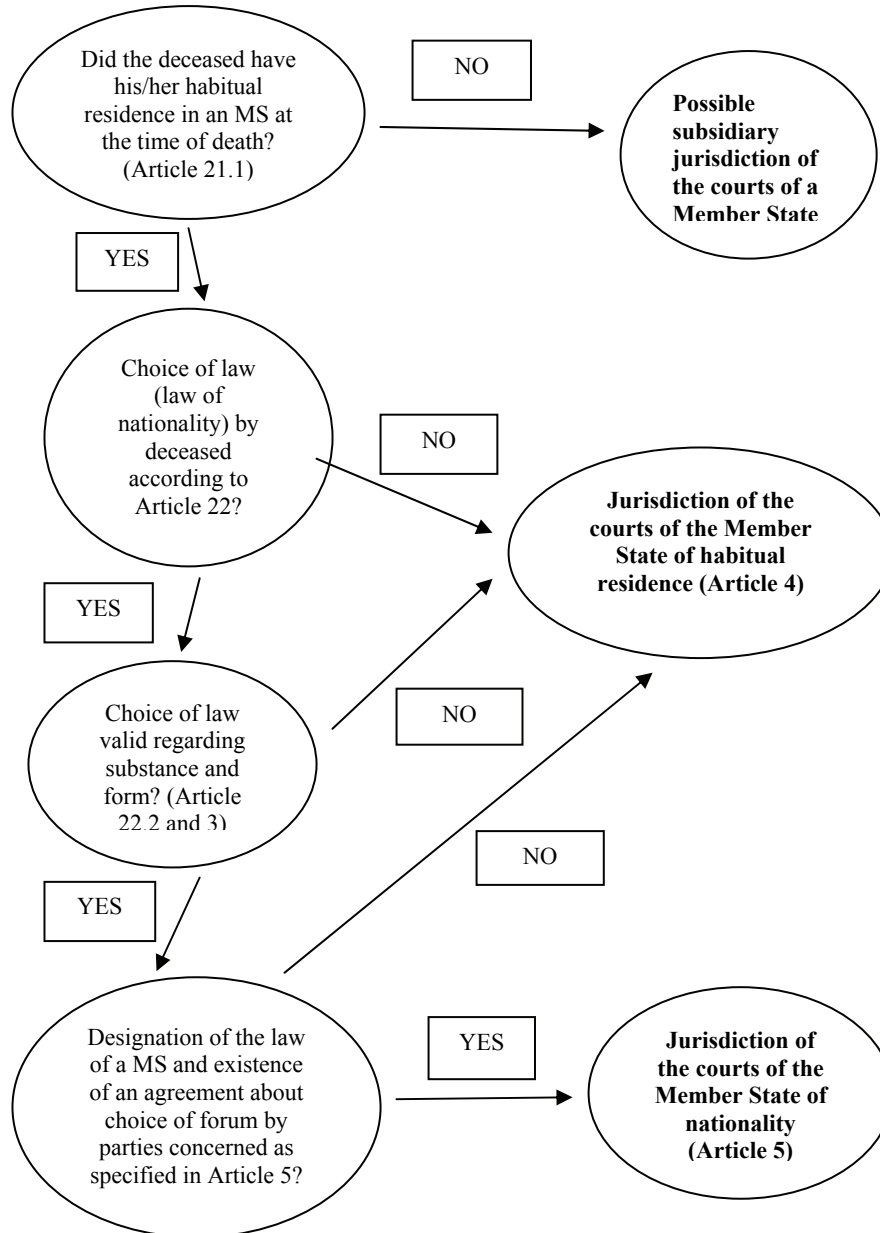 Did the deceased have
his/her habitual
residence in an MS at
the time of death?
(Article 21.1)
NO
Possible
subsidiary
jurisdiction of
the courts of a
Member State
YES
Choice of law
(law of
nationality) by
deceased
according to
Article 22?
NO
Jurisdiction of the
courts of the Member
State of habitual
residence (Article 4)
YES
Choice of law
valid regarding
substance and
form? (Article
22.2 and 3)
NO
NO
YES
Designation of the law
of a MS and existence
of an agreement about
choice of forum by
parties concerned as
specified in Article 5?
YES
Jurisdiction of
the courts of the
Member State of
nationality
(Article 5)